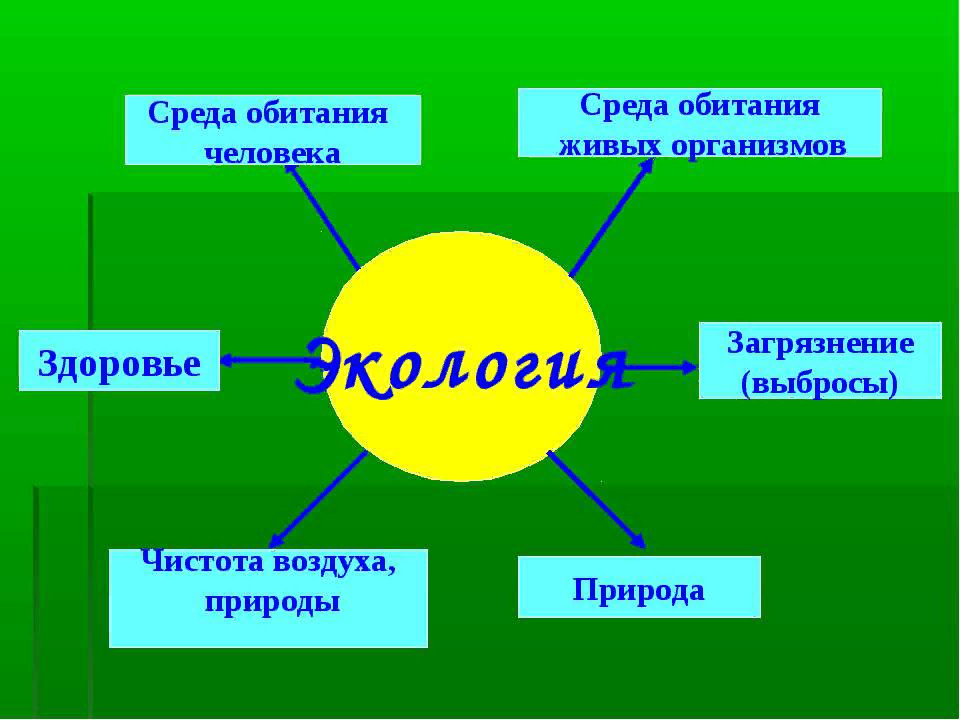 Среда обитания
человека
Среда обитания
живых организмов
Здоровье
Экология
Загрязнение
(выбросы)
Чистота воздуха,
природы
Природа